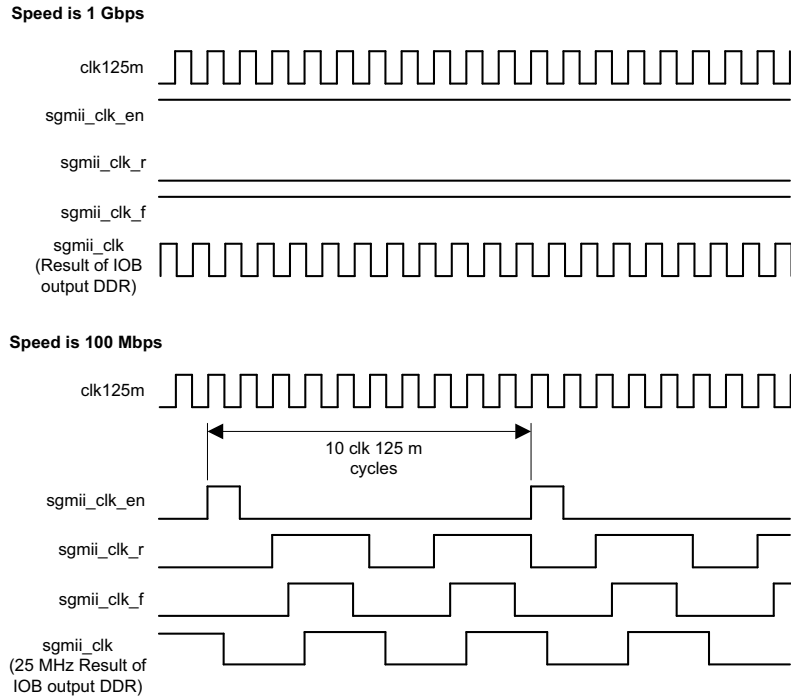 Speed is 1 Gbps
clk125m
sgmii_clk_en
sgmii_clk_r
sgmii_clk_f
sgmii_clk
(Result of IOB
output DDR)
Speed is 100 Mbps
clk125m
10 clk 125 m
cycles
sgmii_clk_en
sgmii_clk_r
sgmii_clk_f
sgmii_clk
(25 MHz Result of
IOB output DDR)